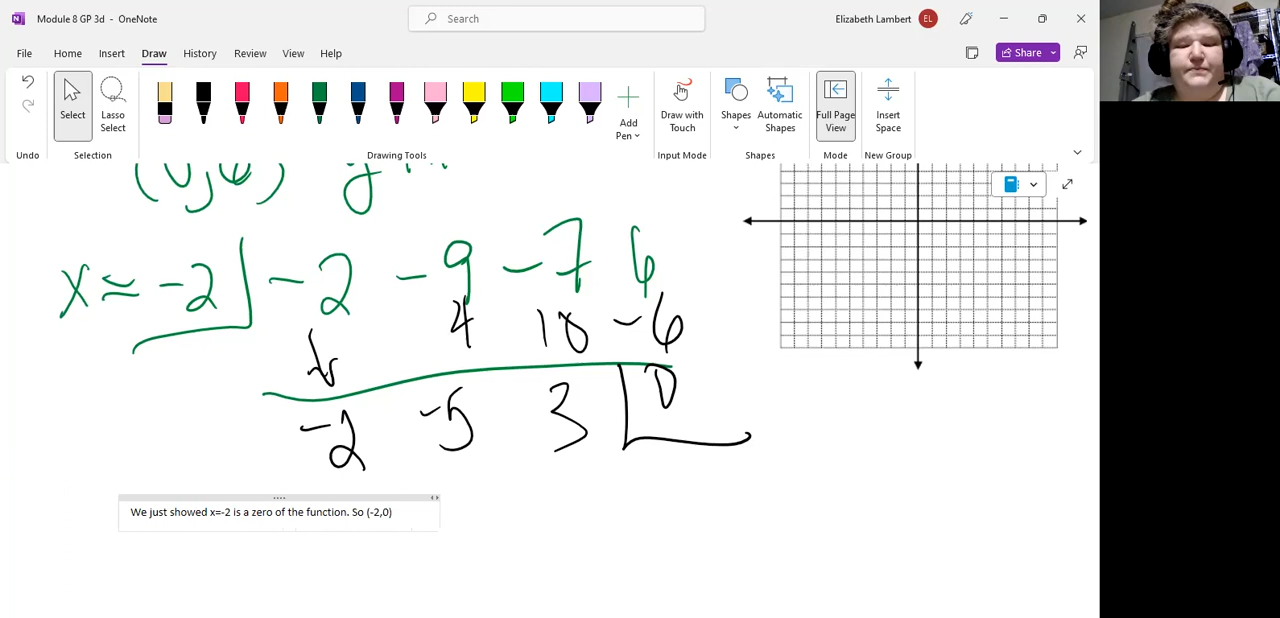 Module 8 GP 3d - OneNote
Search
Elizabeth Lambert EL
File Home Insert Draw History Review View Help
Share
Undo
Select
Lasso Select
Add Pen
Draw with Touch
Shapes
Automatic Shapes
Full Page View
Insert Space
Selection
Drawing Tools
Input Mode
Shapes
Mode
New Group
x = -2 -2 -9 -7 6
4 10 -6
-2 -5 3 0
We just showed x=-2 is a zero of the function. So (-2,0)